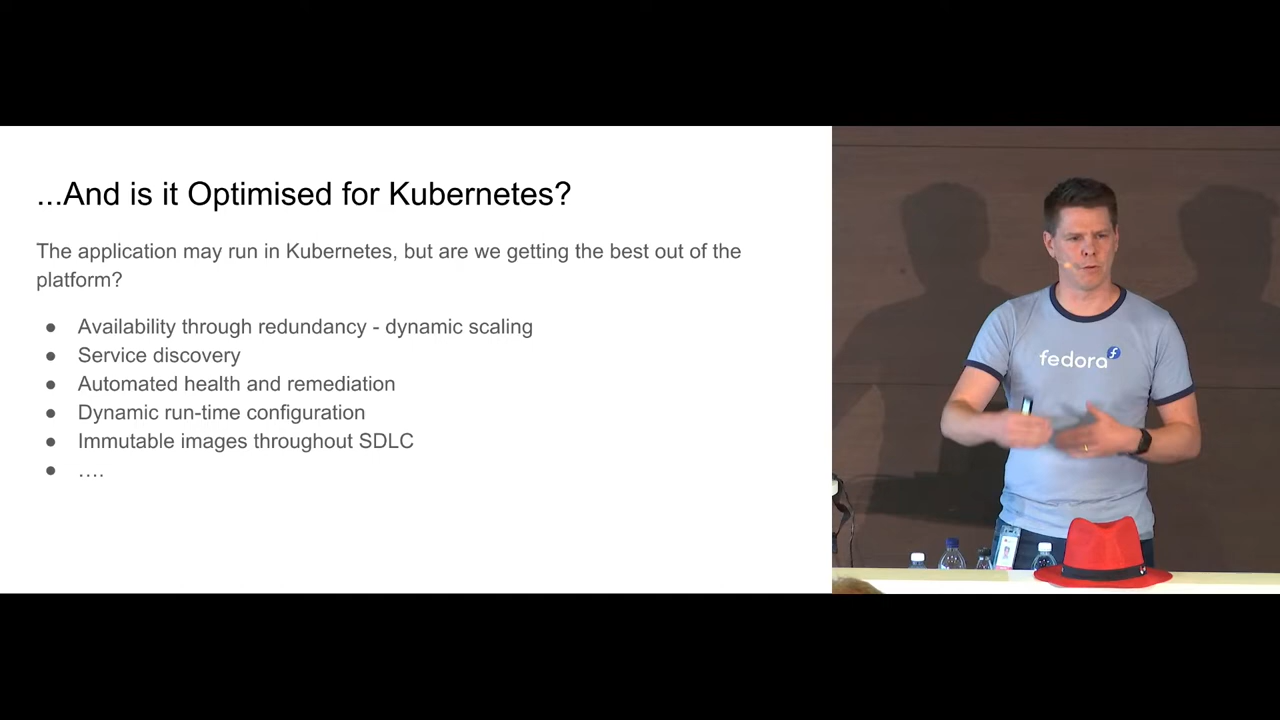 ...And is it Optimised for Kubernetes?
The application may run in Kubernetes, but are we getting the best out of the
platform?
● Availability through redundancy - dynamic scaling
● Service discovery
● Automated health and remediation
● Dynamic run-time configuration
● Immutable images throughout SDLC
● ….
fedora